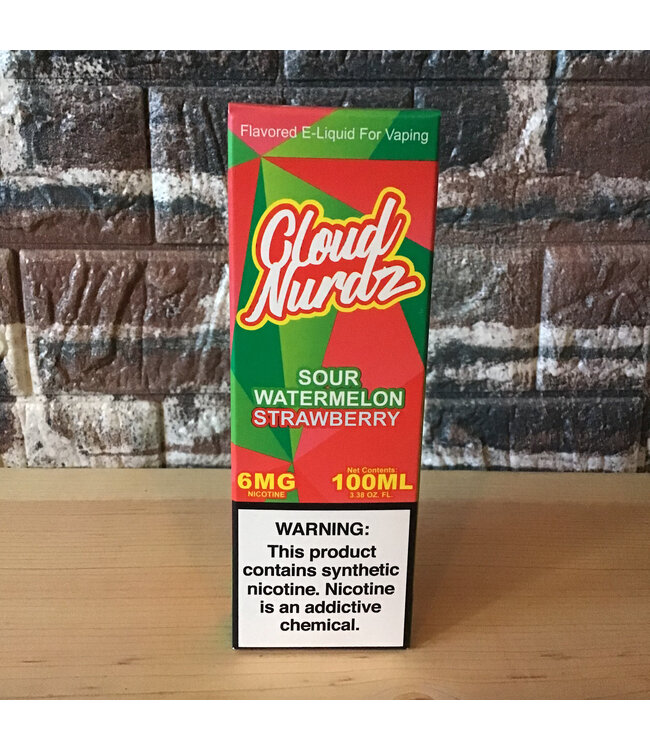 Flavored E-Liquid For Vaping
Cloud
Nurdz
SOUR
WATERMELON
STRAWBERRY
6MG
NICOTINE
Net Contents:
100ML
3.38 OZ. FL.
WARNING:
This product
contains synthetic
nicotine. Nicotine
is an addictive
chemical.